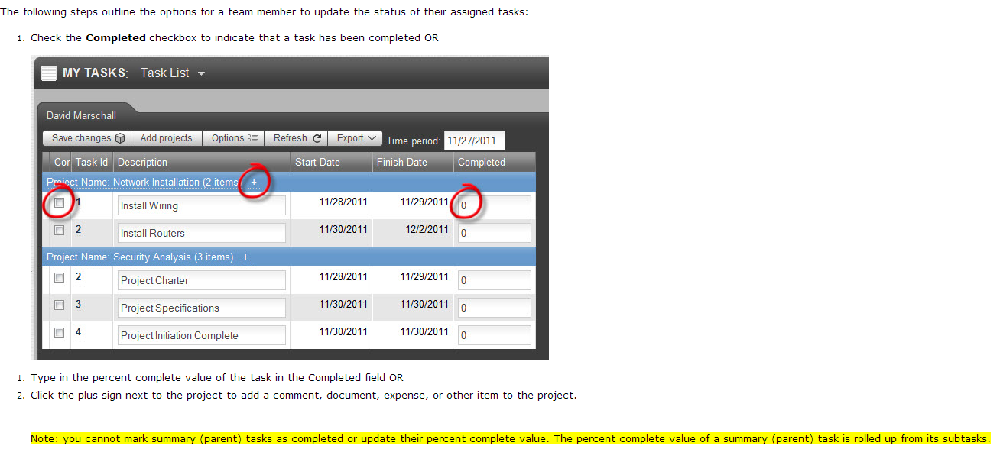 The following steps outline the options for a team member to update the status of their assigned tasks:
1. Check the Completed checkbox to indicate that a task has been completed OR
MY TASKS: Task List
David Marschall
Save changes Add projects Options Refresh Export Time period: 11/27/2011
Cor Task Id Description Start Date Finish Date Completed
Project Name: Network Installation (2 items) +
1 Install Wiring 11/28/2011 11/29/2011 0
2 Install Routers 11/30/2011 12/2/2011 0
Project Name: Security Analysis (3 items) +
2 Project Charter 11/28/2011 11/29/2011 0
3 Project Specifications 11/30/2011 11/30/2011 0
4 Project Initiation Complete 11/30/2011 11/30/2011 0
1. Type in the percent complete value of the task in the Completed field OR
2. Click the plus sign next to the project to add a comment, document, expense, or other item to the project.
Note: you cannot mark summary (parent) tasks as completed or update their percent complete value. The percent complete value of a summary (parent) task is rolled up from its subtasks.